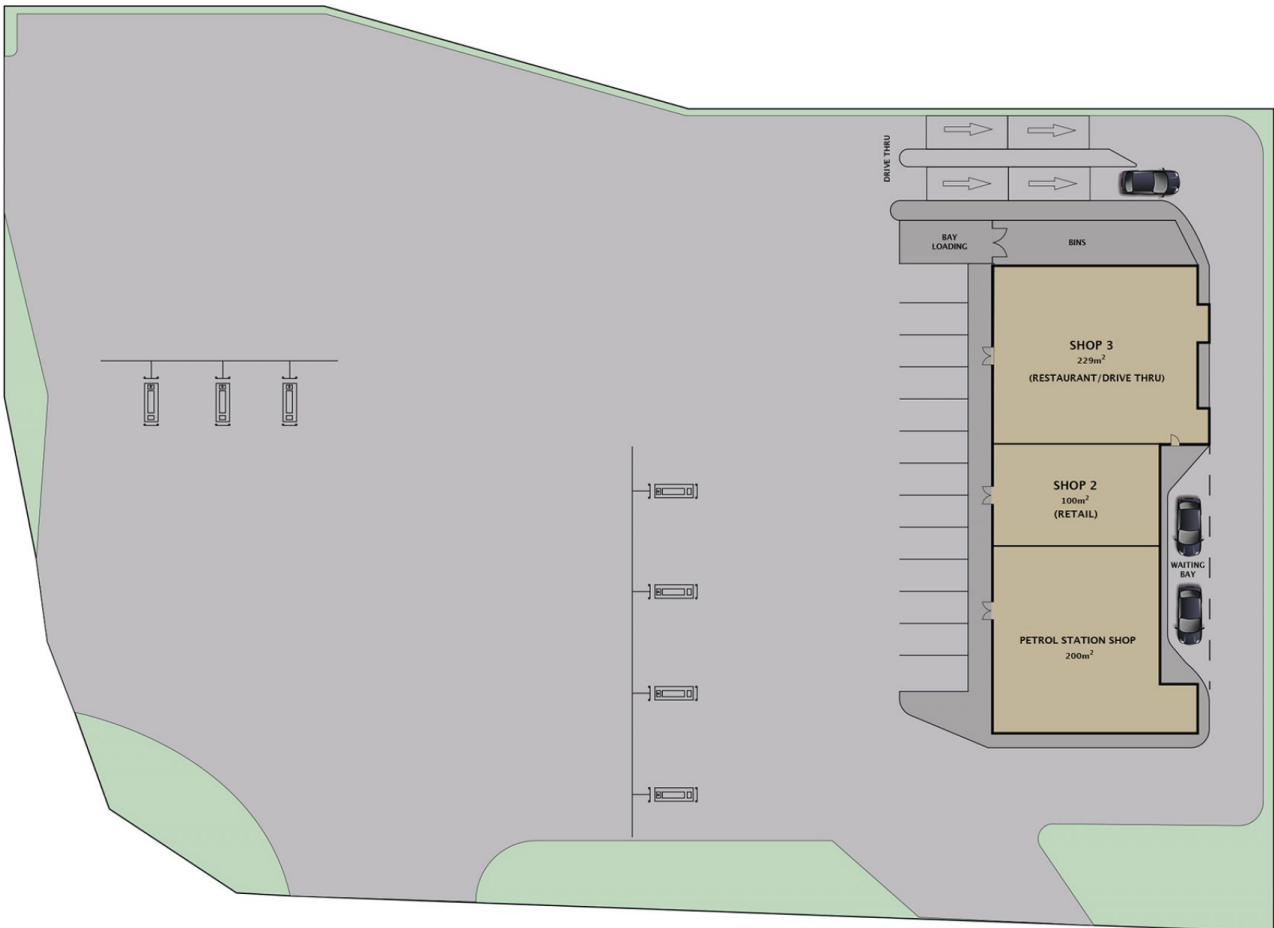 DRIVE THRU
BAY
LOADING
BINS
SHOP 3
229m²
(RESTAURANT/DRIVE THRU)
SHOP 2
100m²
(RETAIL)
WAITING
BAY
PETROL STATION SHOP
200m²